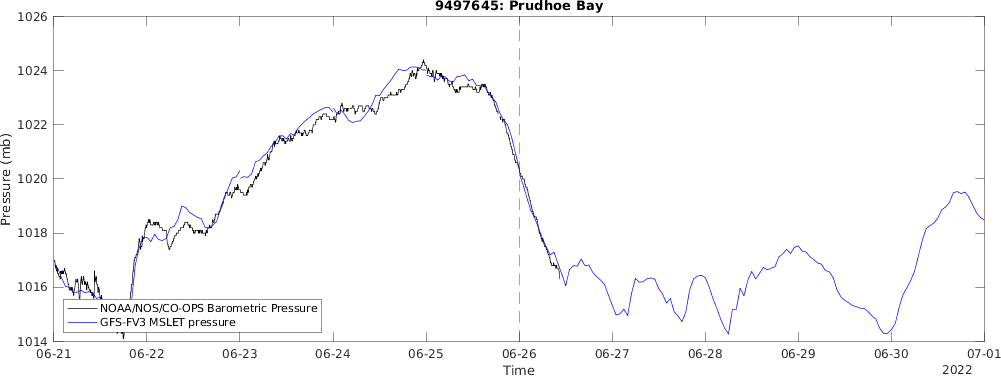 9497645: Prudhoe Bay
1026
1024
1022
1020
1018
1016
1014
Pressure (mb)
NOAA/NOS/CO-OPS Barometric Pressure
GFS-FV3 MSLET pressure
06-21 06-22 06-23 06-24 06-25 06-26 06-27 06-28 06-29 06-30 07-01
Time
2022